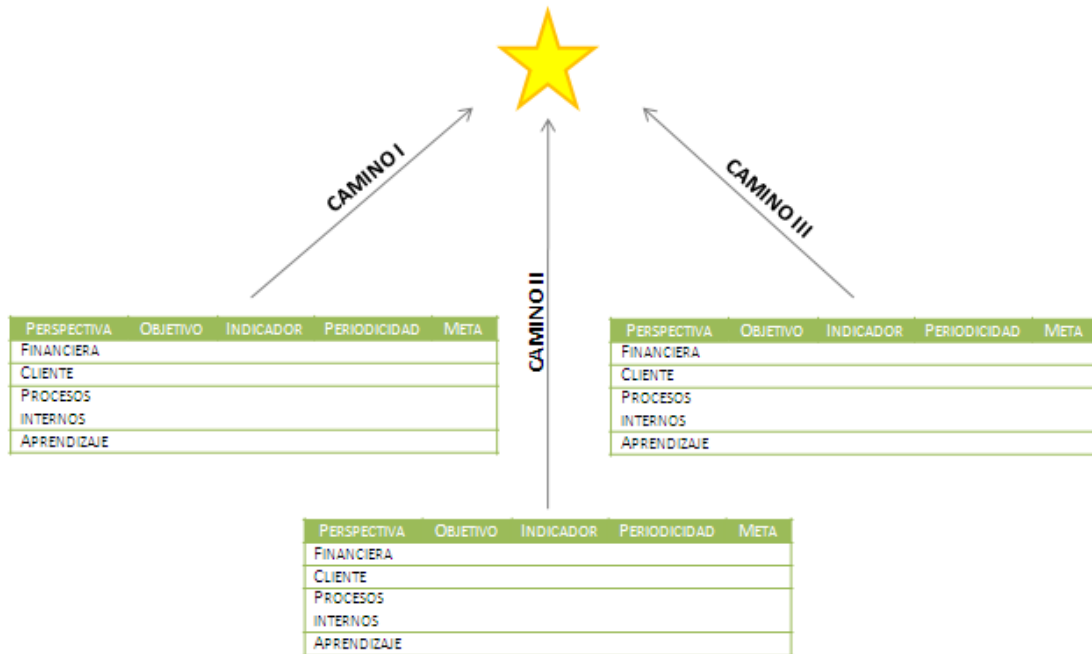 CAMINO I
CAMINO II
CAMINO III
PERSPECTIVA OBJETIVO INDICADOR PERIODICIDAD META
FINANCIERA
CLIENTE
PROCESOS
INTERNOS
APRENDIZAJE
PERSPECTIVA OBJETIVO INDICADOR PERIODICIDAD META
FINANCIERA
CLIENTE
PROCESOS
INTERNOS
APRENDIZAJE
PERSPECTIVA OBJETIVO INDICADOR PERIODICIDAD META
FINANCIERA
CLIENTE
PROCESOS
INTERNOS
APRENDIZAJE